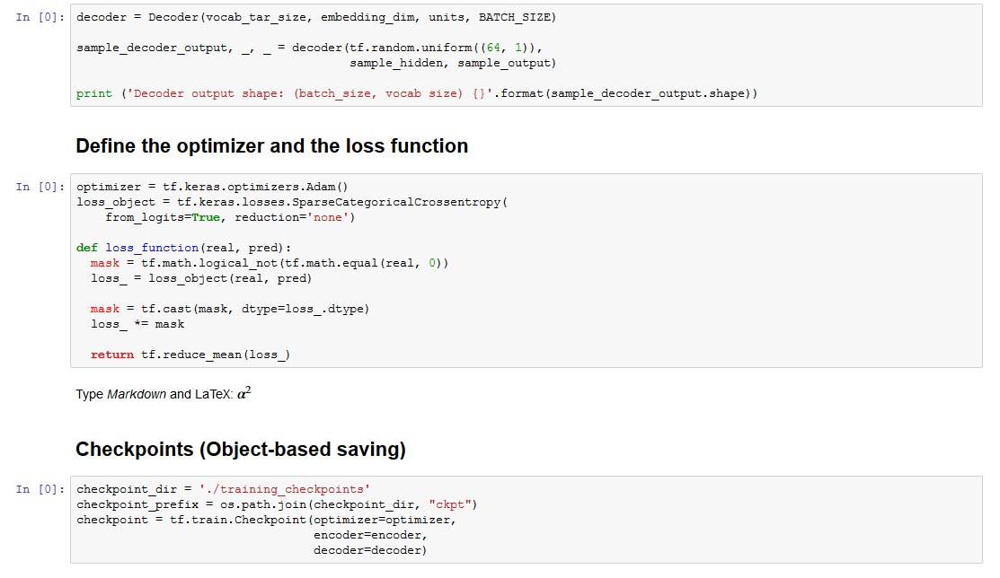 In [0]: decoder = Decoder(vocab_tar_size, embedding_dim, units, BATCH_SIZE)
sample_decoder_output, _, _ = decoder(tf.random.uniform((64, 1)),
                                      sample_hidden, sample_output)
print ('Decoder output shape: (batch_size, vocab size) {}'.format(sample_decoder_output.shape))
Define the optimizer and the loss function
In [0]: optimizer = tf.keras.optimizers.Adam()
loss_object = tf.keras.losses.SparseCategoricalCrossentropy(
    from_logits=True, reduction='none')
def loss_function(real, pred):
  mask = tf.math.logical_not(tf.math.equal(real, 0))
  loss_ = loss_object(real, pred)
  mask = tf.cast(mask, dtype=loss_.dtype)
  loss_ *= mask
  return tf.reduce_mean(loss_)
Type Markdown and LaTeX: α²
Checkpoints (Object-based saving)
In [0]: checkpoint_dir = './training_checkpoints'
checkpoint_prefix = os.path.join(checkpoint_dir, "ckpt")
checkpoint = tf.train.Checkpoint(optimizer=optimizer,
                                 encoder=encoder,
                                 decoder=decoder)